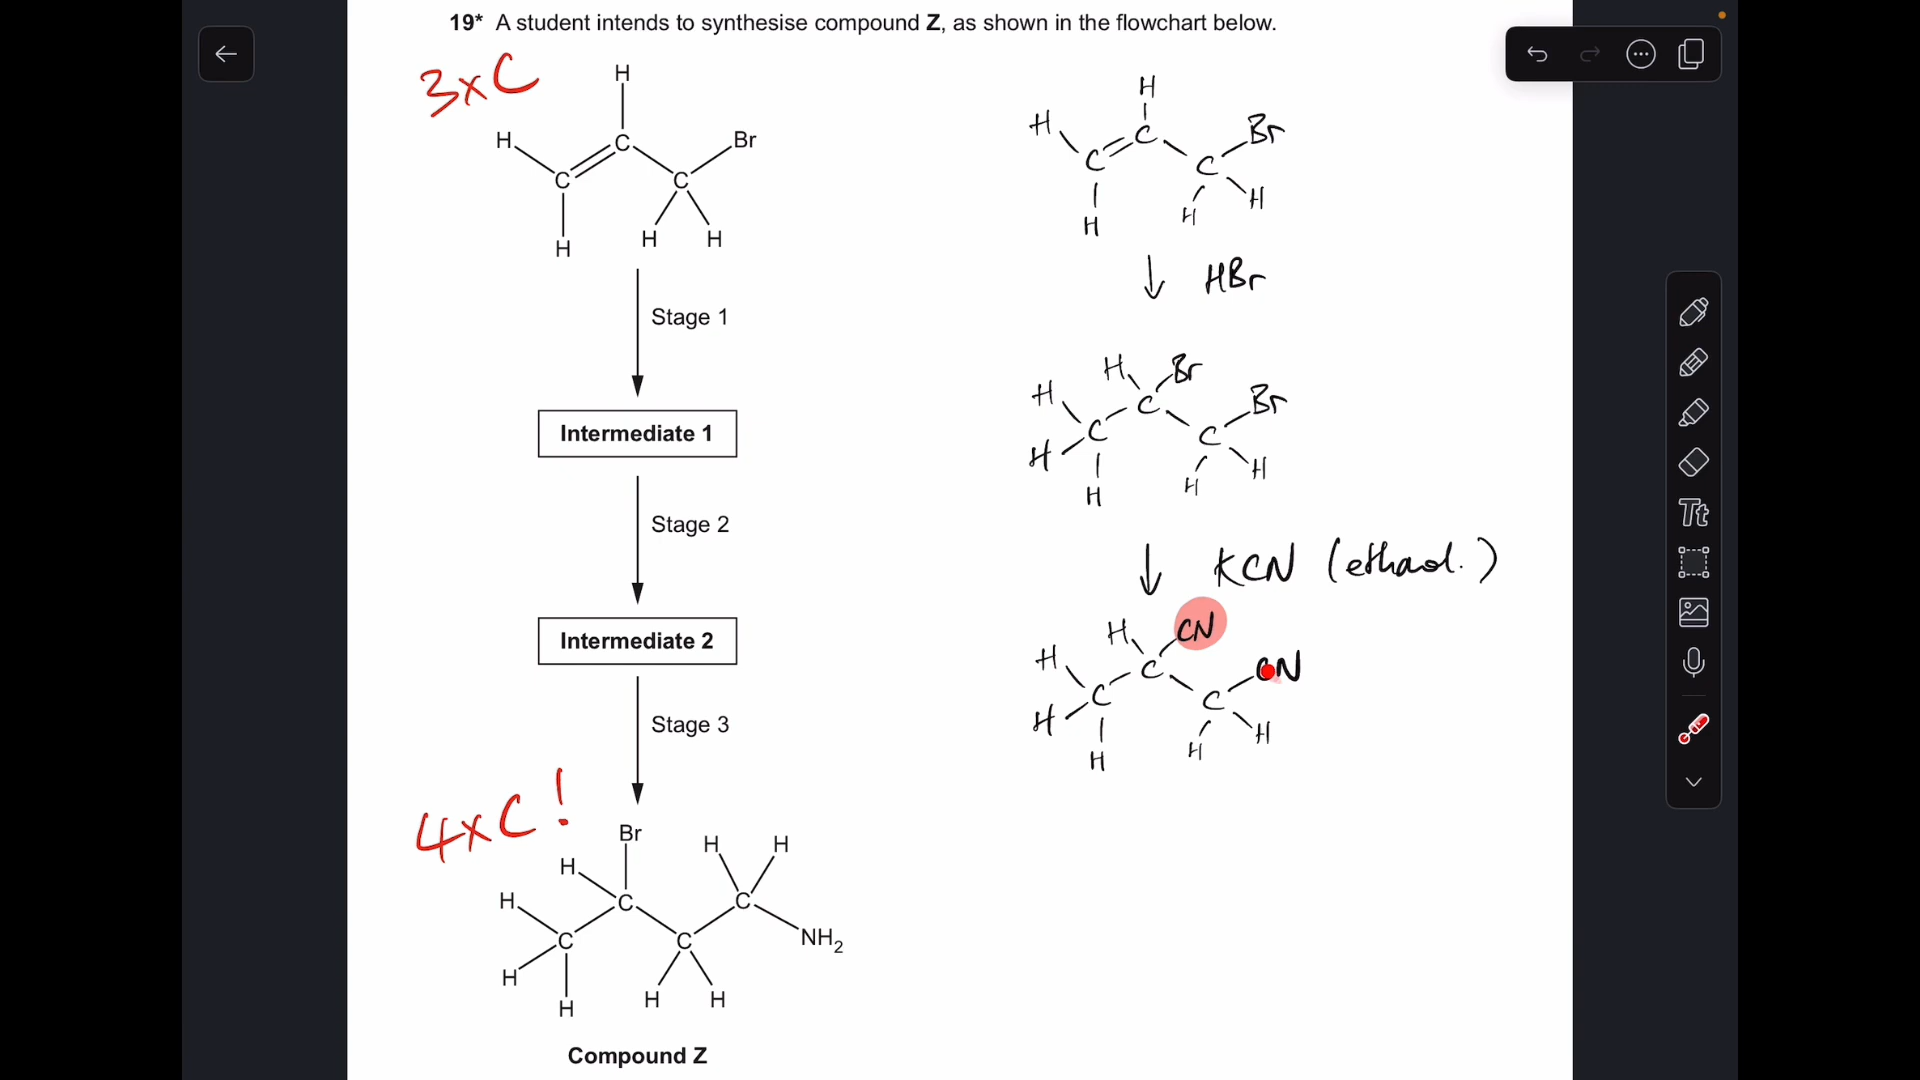 19* A student intends to synthesise compound Z, as shown in the flowchart below.
3xC
H
H
C
Br
C
C
H
H
H
Stage 1
Intermediate 1
Stage 2
Intermediate 2
Stage 3
4xC!
Br
H
H
H
H
C
C
C
C
NH2
H
H
H
H
Compound Z
H
H
C
Br
C
C
H
H
H
HBr
H
Br
H
C
Br
C
C
H
H
H
H
KCN (ethanol.)
H
CN
H
C
CN
C
C
H
H
H
H
Tt